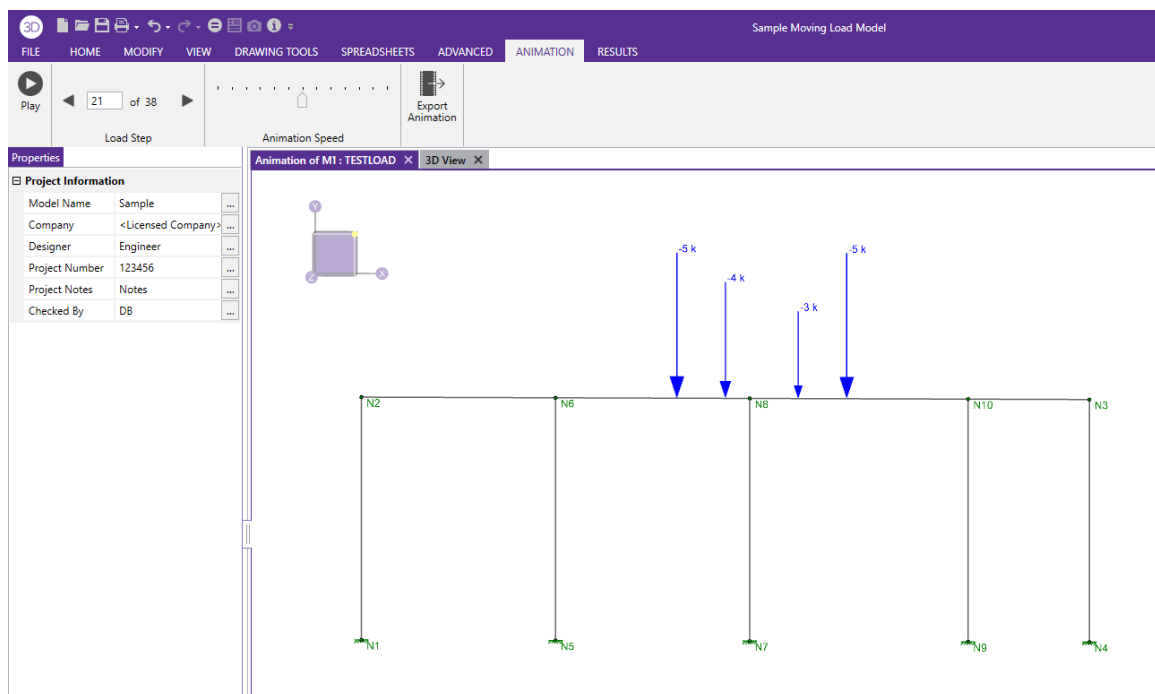 3D
Sample Moving Load Model
FILE HOME MODIFY VIEW DRAWING TOOLS SPREADSHEETS ADVANCED ANIMATION RESULTS
Play
21 of 38
Export
Animation
Load Step
Animation Speed
Properties
Project Information
Model Name Sample ...
Company <Licensed Company> ...
Designer Engineer ...
Project Number 123456 ...
Project Notes Notes ...
Checked By DB ...
Animation of M1 : TESTLOAD
3D View
Y
X
Z
-5 k
-4 k
-3 k
-5 k
N2 N6 N8 N10 N3
N1 N5 N7 N9 N4